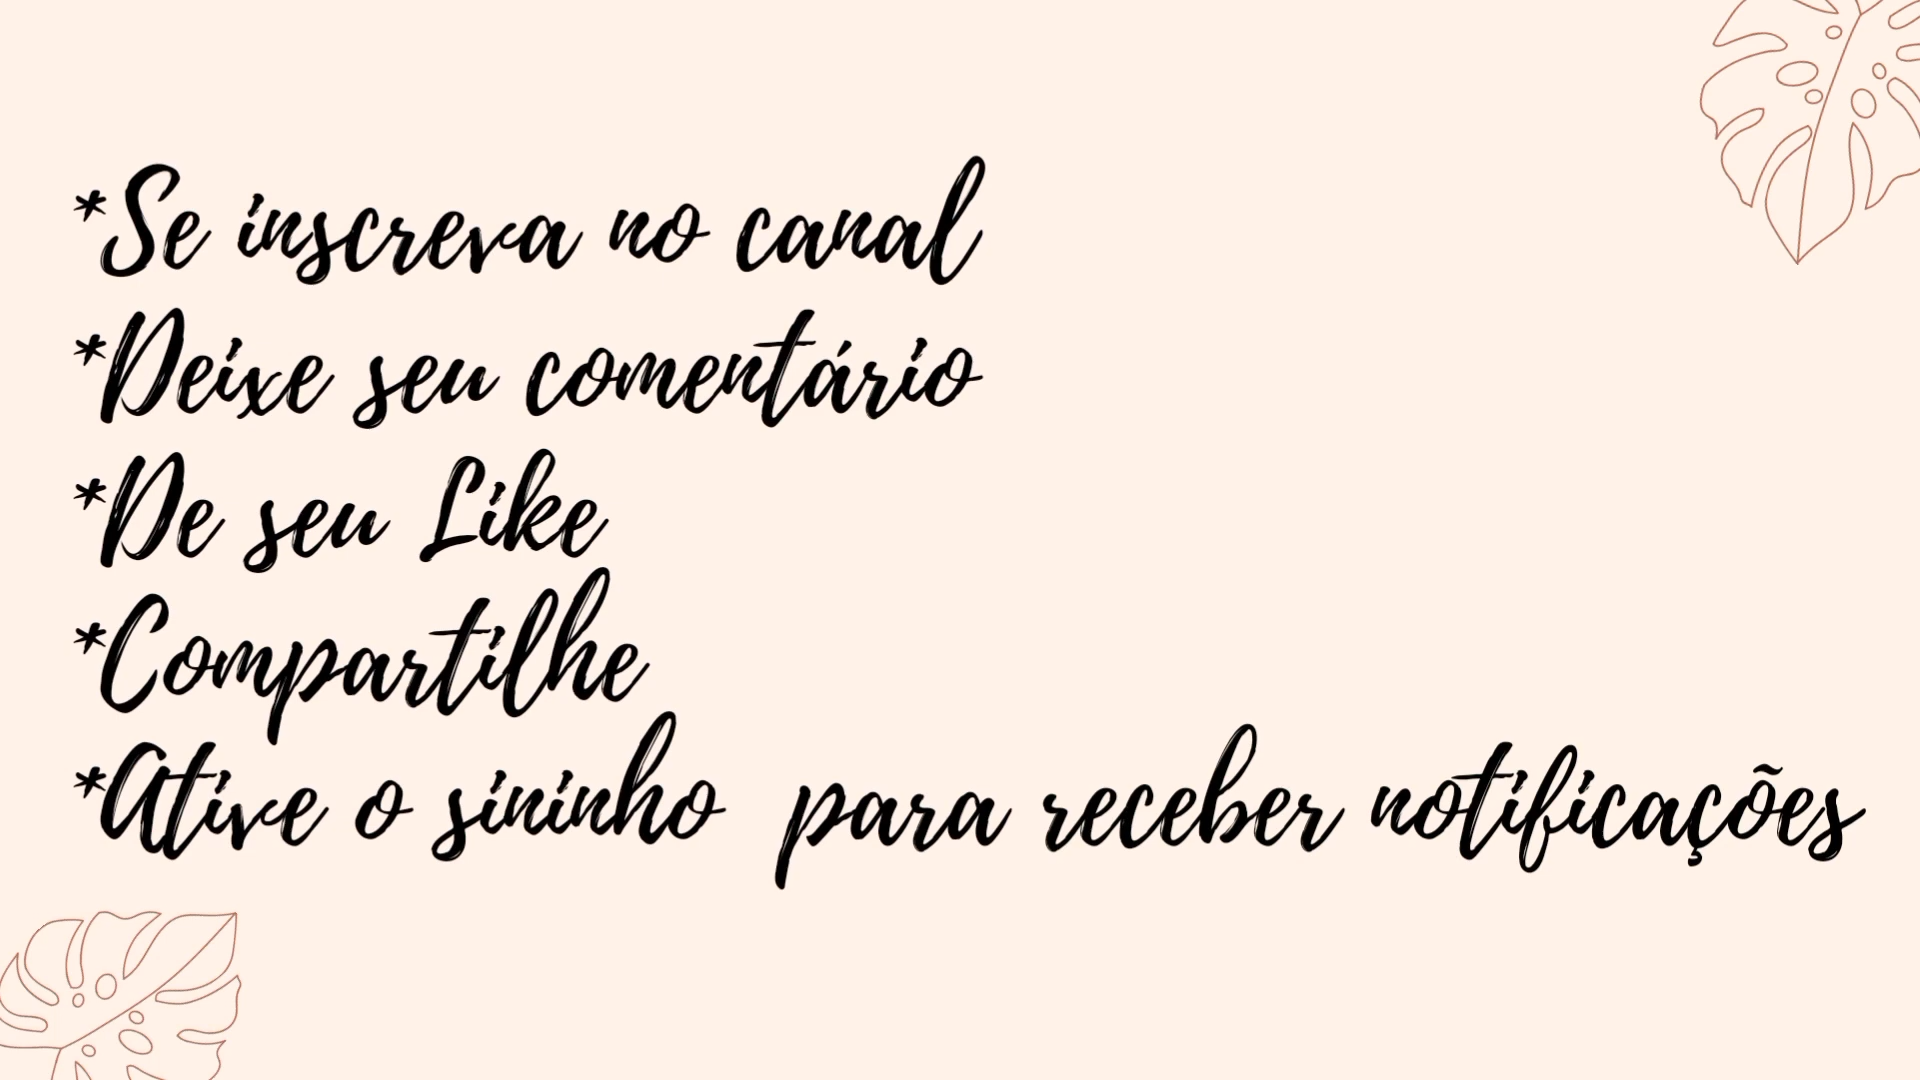 *Se inscreva no canal
*Deixe seu comentário
*De seu Like
*Compartilhe
*Ative o sininho  para receber notificações